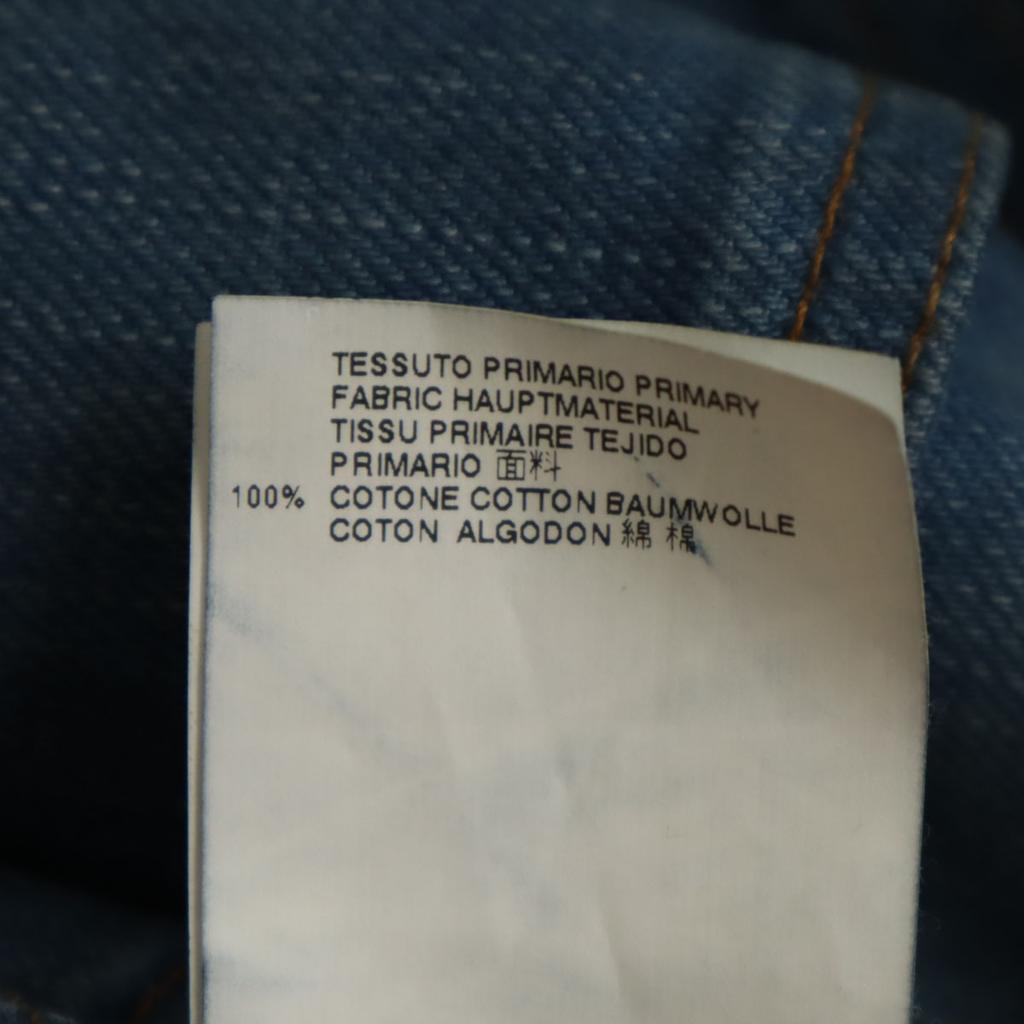 TESSUTO PRIMARIO PRIMARY
FABRIC HAUPTMATERIAL
TISSU PRIMAIRE TEJIDO
PRIMARIO 面料
100% COTONE COTTON BAUMWOLLE
COTON ALGODON 綿 棉